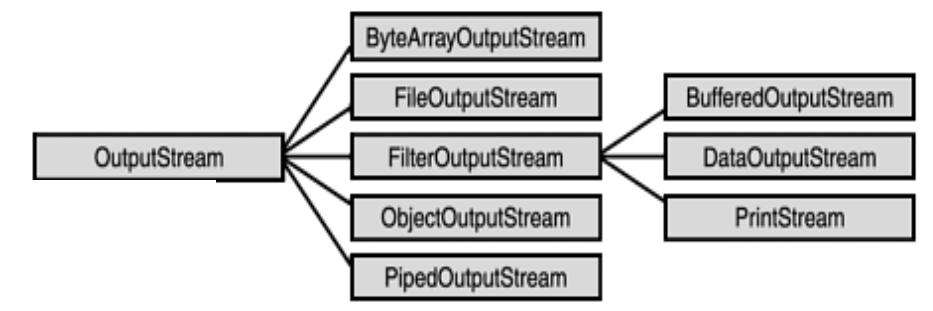 OutputStream
ByteArrayOutputStream
FileOutputStream
FilterOutputStream
ObjectOutputStream
PipedOutputStream
BufferedOutputStream
DataOutputStream
PrintStream